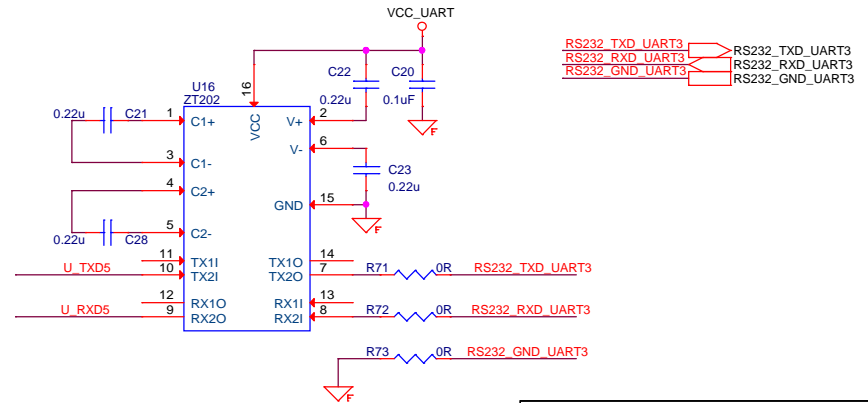 VCC_UART
RS232_TXD_UART3 RS232_TXD_UART3
RS232_RXD_UART3 RS232_RXD_UART3
RS232_GND_UART3 RS232_GND_UART3
U16
ZT202
16
C22
0.22u
C20
0.1uF
0.22u C21 1 C1+ VCC V+ 2
F
3 C1- V- 6
C23
0.22u
4 C2+
GND 15
F
0.22u C28 5 C2-
11 TX1I TX1O 14
U_TXD5 10 TX2I TX2O 7 R71 0R RS232_TXD_UART3
12 RX1O RX1I 13
U_RXD5 9 RX2O RX2I 8 R72 0R RS232_RXD_UART3
R73 0R RS232_GND_UART3
F